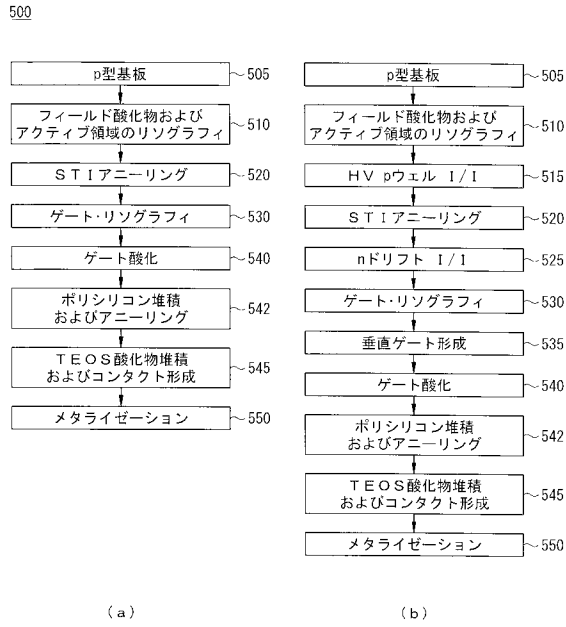 500
p型基板
505
フィールド酸化物および
アクティブ領域のリソグラフィ
510
STIアニーリング
520
ゲート・リソグラフィ
530
ゲート酸化
540
ポリシリコン堆積
およびアニーリング
542
TEOS酸化物堆積
およびコンタクト形成
545
メタライゼーション
550
(a)
p型基板
505
フィールド酸化物および
アクティブ領域のリソグラフィ
510
HV pウェル I/I
515
STIアニーリング
520
nドリフト I/I
525
ゲート・リソグラフィ
530
垂直ゲート形成
535
ゲート酸化
540
ポリシリコン堆積
およびアニーリング
542
TEOS酸化物堆積
およびコンタクト形成
545
メタライゼーション
550
(b)